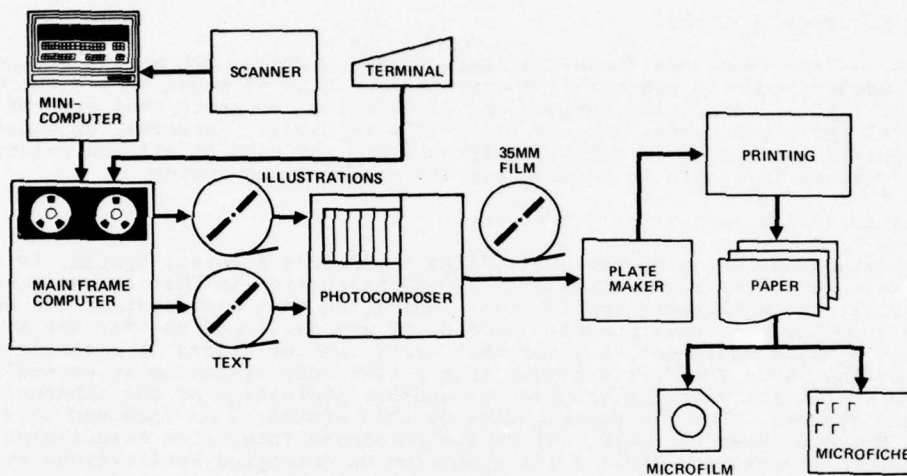 SCANNER
TERMINAL
MINI-
COMPUTER
ILLUSTRATIONS
35MM
FILM
PRINTING
MAIN FRAME
COMPUTER
PHOTOCOMPOSER
PLATE
MAKER
PAPER
TEXT
MICROFILM
MICROFICHE